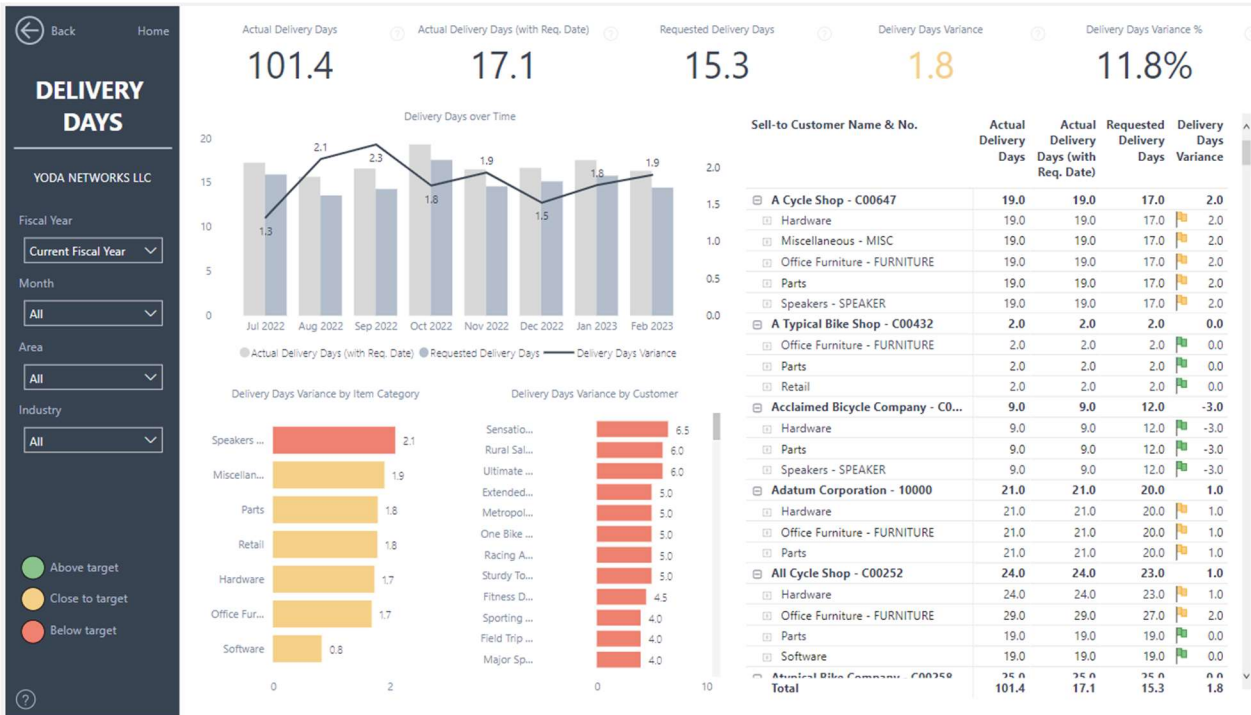 Back Home
DELIVERY
DAYS
YODA NETWORKS LLC
Fiscal Year
Current Fiscal Year
Month
All
Area
All
Industry
All
Above target
Close to target
Below target
?
Actual Delivery Days ?
101.4
Actual Delivery Days (with Req. Date) ?
17.1
Requested Delivery Days ?
15.3
Delivery Days Variance ?
1.8
Delivery Days Variance %
11.8%
Delivery Days over Time
20
15
10
5
0
2.0
1.5
1.0
0.5
0.0
1.3 2.1 2.3 1.8 1.9 1.5 1.8 1.9
Jul 2022 Aug 2022 Sep 2022 Oct 2022 Nov 2022 Dec 2022 Jan 2023 Feb 2023
Actual Delivery Days (with Req. Date) Requested Delivery Days Delivery Days Variance
Delivery Days Variance by Item Category
Speakers ... 2.1
Miscellan... 1.9
Parts 1.8
Retail 1.8
Hardware 1.7
Office Fur... 1.7
Software 0.8
0 2
Delivery Days Variance by Customer
Sensatio... 6.5
Rural Sal... 6.0
Ultimate ... 6.0
Extended... 5.0
Metropol... 5.0
One Bike ... 5.0
Racing A... 5.0
Sturdy To... 5.0
Fitness D... 4.5
Sporting ... 4.0
Field Trip ... 4.0
Major Sp... 4.0
0 10
Sell-to Customer Name & No. Actual Actual Requested Delivery
Delivery Delivery Delivery Days
Days Days (with Days Variance
Req. Date)
A Cycle Shop - C00647 19.0 19.0 17.0 2.0
Hardware 19.0 19.0 17.0 2.0
Miscellaneous - MISC 19.0 19.0 17.0 2.0
Office Furniture - FURNITURE 19.0 19.0 17.0 2.0
Parts 19.0 19.0 17.0 2.0
Speakers - SPEAKER 19.0 19.0 17.0 2.0
A Typical Bike Shop - C00432 2.0 2.0 2.0 0.0
Office Furniture - FURNITURE 2.0 2.0 2.0 0.0
Parts 2.0 2.0 2.0 0.0
Retail 2.0 2.0 2.0 0.0
Acclaimed Bicycle Company - C0... 9.0 9.0 12.0 -3.0
Hardware 9.0 9.0 12.0 -3.0
Parts 9.0 9.0 12.0 -3.0
Speakers - SPEAKER 9.0 9.0 12.0 -3.0
Adatum Corporation - 10000 21.0 21.0 20.0 1.0
Hardware 21.0 21.0 20.0 1.0
Office Furniture - FURNITURE 21.0 21.0 20.0 1.0
Parts 21.0 21.0 20.0 1.0
All Cycle Shop - C00252 24.0 24.0 23.0 1.0
Hardware 24.0 24.0 23.0 1.0
Office Furniture - FURNITURE 29.0 29.0 27.0 2.0
Parts 19.0 19.0 19.0 0.0
Software 19.0 19.0 19.0 0.0
Atypical Bike Company - C00258 25.0 25.0 25.0 0.0
Total 101.4 17.1 15.3 1.8